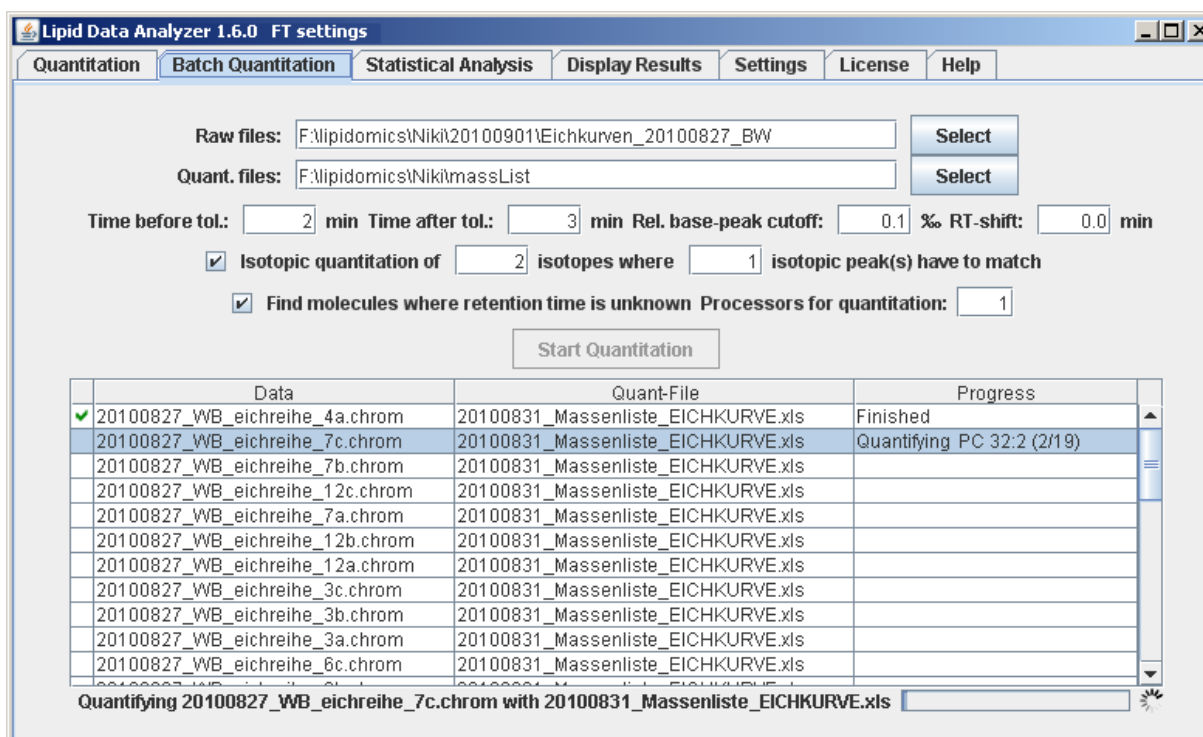 Lipid Data Analyzer 1.6.0 FT settings
Quantitation Batch Quantitation Statistical Analysis Display Results Settings License Help
Raw files: F:\lipidomics\Niki\20100901\Eichkurven_20100827_BW Select
Quant. files: F:\lipidomics\Niki\massList Select
Time before tol.: 2 min Time after tol.: 3 min Rel. base-peak cutoff: 0.1 ‰ RT-shift: 0.0 min
Isotopic quantitation of 2 isotopes where 1 isotopic peak(s) have to match
Find molecules where retention time is unknown Processors for quantitation: 1
Start Quantitation
Data Quant-File Progress
20100827_WB_eichreihe_4a.chrom 20100831_Massenliste_EICHKURVE.xls Finished
20100827_WB_eichreihe_7c.chrom 20100831_Massenliste_EICHKURVE.xls Quantifying PC 32:2 (2/19)
20100827_WB_eichreihe_7b.chrom 20100831_Massenliste_EICHKURVE.xls
20100827_WB_eichreihe_12c.chrom 20100831_Massenliste_EICHKURVE.xls
20100827_WB_eichreihe_7a.chrom 20100831_Massenliste_EICHKURVE.xls
20100827_WB_eichreihe_12b.chrom 20100831_Massenliste_EICHKURVE.xls
20100827_WB_eichreihe_12a.chrom 20100831_Massenliste_EICHKURVE.xls
20100827_WB_eichreihe_3c.chrom 20100831_Massenliste_EICHKURVE.xls
20100827_WB_eichreihe_3b.chrom 20100831_Massenliste_EICHKURVE.xls
20100827_WB_eichreihe_3a.chrom 20100831_Massenliste_EICHKURVE.xls
20100827_WB_eichreihe_6c.chrom 20100831_Massenliste_EICHKURVE.xls
Quantifying 20100827_WB_eichreihe_7c.chrom with 20100831_Massenliste_EICHKURVE.xls